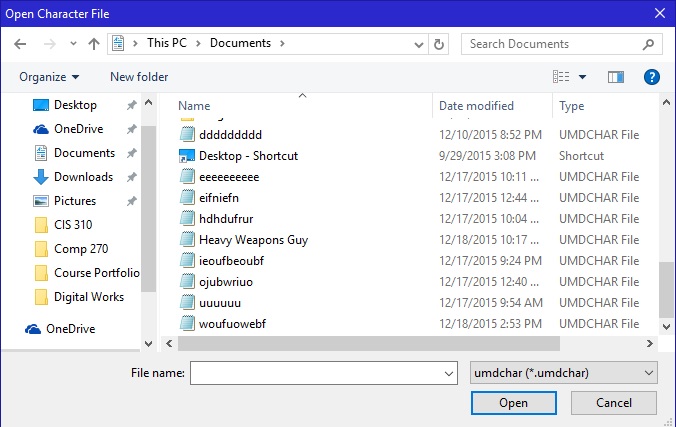 Open Character File
This PC > Documents >
Search Documents
Organize
New folder
Name Date modified Type
ddddddddd 12/10/2015 8:52 PM UMDCHAR File
Desktop - Shortcut 9/29/2015 3:08 PM Shortcut
eeeeeeeeee 12/17/2015 10:11 ... UMDCHAR File
eifniefn 12/17/2015 12:44 ... UMDCHAR File
hdhdufrur 12/17/2015 10:04 ... UMDCHAR File
Heavy Weapons Guy 12/18/2015 10:17 ... UMDCHAR File
ieoufbeoubf 12/17/2015 9:24 PM UMDCHAR File
ojubwriuo 12/17/2015 12:40 ... UMDCHAR File
uuuuuu 12/17/2015 9:54 AM UMDCHAR File
woufuowebf 12/18/2015 2:53 PM UMDCHAR File
Desktop
OneDrive
Documents
Downloads
Pictures
CIS 310
Comp 270
Course Portfolio
Digital Works
OneDrive
File name:
umdchar (*.umdchar)
Open
Cancel